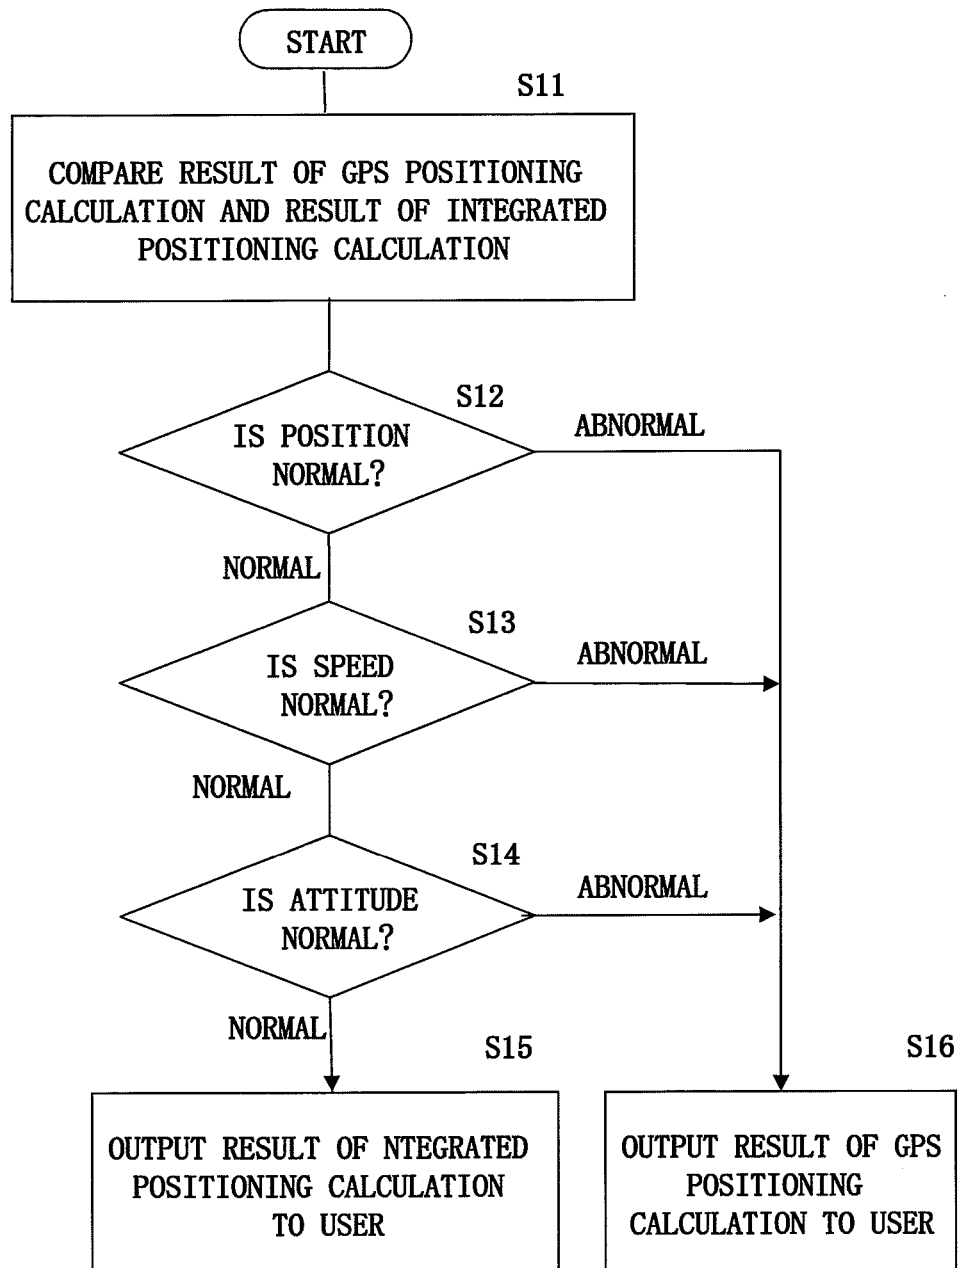 START
S11
COMPARE RESULT OF GPS POSITIONING
CALCULATION AND RESULT OF INTEGRATED
POSITIONING CALCULATION
S12
IS POSITION
NORMAL?
ABNORMAL
NORMAL
S13
IS SPEED
NORMAL?
ABNORMAL
NORMAL
S14
IS ATTITUDE
NORMAL?
ABNORMAL
NORMAL
S15
OUTPUT RESULT OF NTEGRATED
POSITIONING CALCULATION
TO USER
S16
OUTPUT RESULT OF GPS
POSITIONING
CALCULATION TO USER